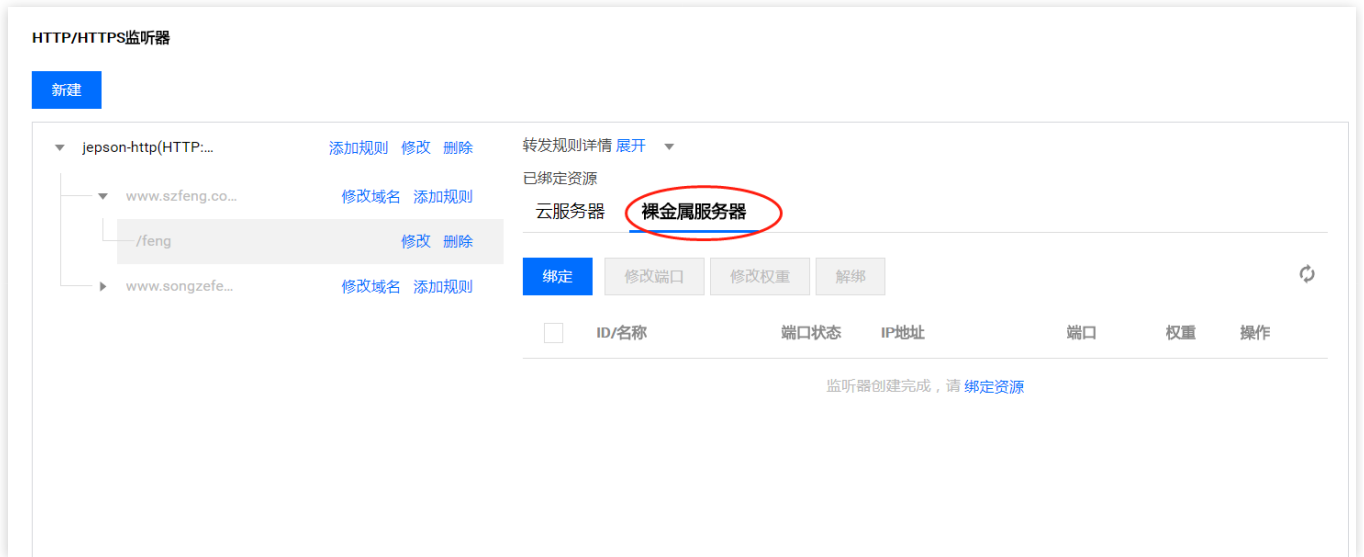 HTTP/HTTPS监听器
新建
jepson-http(HTTP:... 添加规则 修改 删除
www.szfeng.co... 修改域名 添加规则
/feng 修改 删除
www.songzefe... 修改域名 添加规则
转发规则详情 展开
已绑定资源
云服务器 裸金属服务器
绑定 修改端口 修改权重 解绑
ID/名称 端口状态 IP地址 端口 权重 操作
监听器创建完成，请 绑定资源